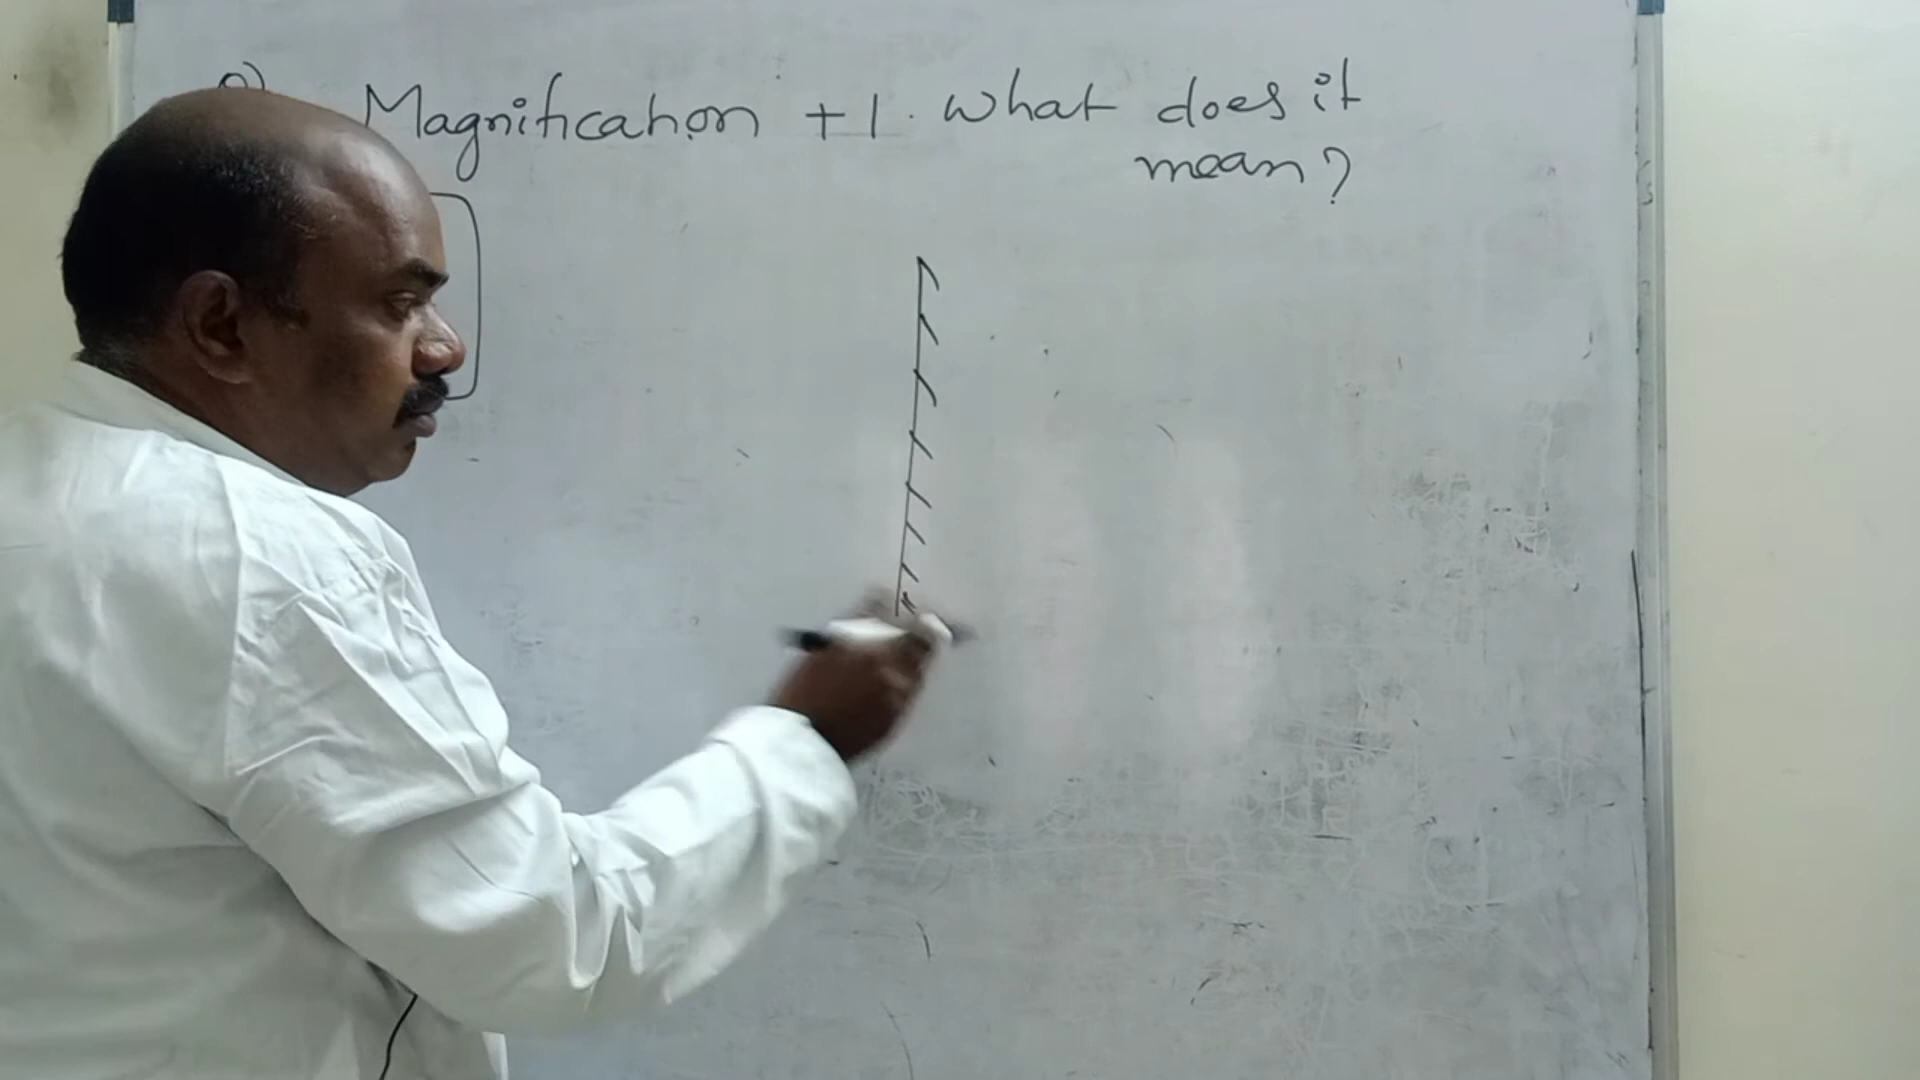 Magnification +1. What does it
mean?